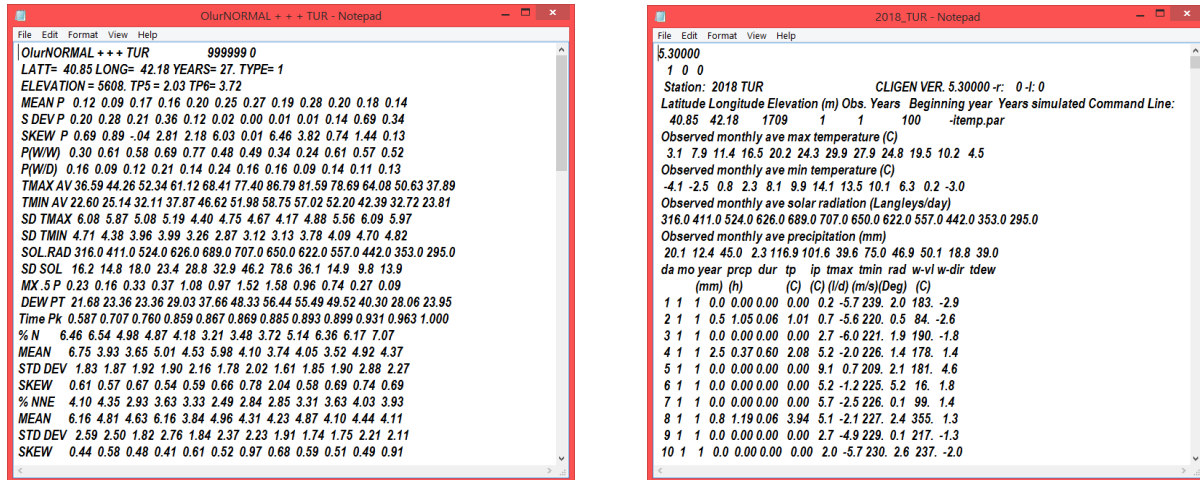 OlurNORMAL + + + TUR - Notepad
File Edit Format View Help
OlurNORMAL + + + TUR 999999 0
LATT= 40.85 LONG= 42.18 YEARS= 27. TYPE= 1
ELEVATION = 5608. TP5 = 2.03 TP6= 3.72
MEAN P 0.12 0.09 0.17 0.16 0.20 0.25 0.27 0.19 0.28 0.20 0.18 0.14
S DEV P 0.20 0.28 0.21 0.36 0.12 0.02 0.00 0.01 0.01 0.14 0.69 0.34
SKEW P 0.69 0.89 -.04 2.81 2.18 6.03 0.01 6.46 3.82 0.74 1.44 0.13
P(W/W) 0.30 0.61 0.58 0.69 0.77 0.48 0.49 0.34 0.24 0.61 0.57 0.52
P(W/D) 0.16 0.09 0.12 0.21 0.14 0.24 0.16 0.16 0.09 0.14 0.11 0.13
TMAX AV 36.59 44.26 52.34 61.12 68.41 77.40 86.79 81.59 78.69 64.08 50.63 37.89
TMIN AV 22.60 25.14 32.11 37.87 46.62 51.98 58.75 57.02 52.20 42.39 32.72 23.81
SD TMAX 6.08 5.87 5.08 5.19 4.40 4.75 4.67 4.17 4.88 5.56 6.09 5.97
SD TMIN 4.71 4.38 3.96 3.99 3.26 2.87 3.12 3.13 3.78 4.09 4.70 4.82
SOL.RAD 316.0 411.0 524.0 626.0 689.0 707.0 650.0 622.0 557.0 442.0 353.0 295.0
SD SOL 16.2 14.8 18.0 23.4 28.8 32.9 46.2 78.6 36.1 14.9 9.8 13.9
MX .5 P 0.23 0.16 0.33 0.37 1.08 0.97 1.52 1.58 0.96 0.74 0.27 0.09
DEW PT 21.68 23.36 23.36 29.03 37.66 48.33 56.44 55.49 49.52 40.30 28.06 23.95
Time Pk 0.587 0.707 0.760 0.859 0.867 0.869 0.885 0.893 0.899 0.931 0.963 1.000
% N 6.46 6.54 4.98 4.87 4.18 3.21 3.48 3.72 5.14 6.36 6.17 7.07
MEAN 6.75 3.93 3.65 5.01 4.53 5.98 4.10 3.74 4.05 3.52 4.92 4.37
STD DEV 1.83 1.87 1.92 1.90 2.16 1.78 2.02 1.61 1.85 1.90 2.88 2.27
SKEW 0.61 0.57 0.67 0.54 0.59 0.66 0.78 2.04 0.58 0.69 0.74 0.69
% NNE 4.10 4.35 2.93 3.63 3.33 2.49 2.84 2.85 3.31 3.63 4.03 3.93
MEAN 6.16 4.81 4.63 6.16 3.84 4.96 4.31 4.23 4.87 4.10 4.44 4.11
STD DEV 2.59 2.50 1.82 2.76 1.84 2.37 2.23 1.91 1.74 1.75 2.21 2.11
SKEW 0.44 0.58 0.48 0.41 0.61 0.52 0.97 0.68 0.59 0.51 0.49 0.91
2018_TUR - Notepad
File Edit Format View Help
5.30000
1 0 0
Station: 2018 TUR CLIGEN VER. 5.30000 -r: 0 -I: 0
Latitude Longitude Elevation (m) Obs. Years Beginning year Years simulated Command Line:
40.85 42.18 1709 1 1 100 -itemp.par
Observed monthly ave max temperature (C)
3.1 7.9 11.4 16.5 20.2 24.3 29.9 27.9 24.8 19.5 10.2 4.5
Observed monthly ave min temperature (C)
-4.1 -2.5 0.8 2.3 8.1 9.9 14.1 13.5 10.1 6.3 0.2 -3.0
Observed monthly ave solar radiation (Langleys/day)
316.0 411.0 524.0 626.0 689.0 707.0 650.0 622.0 557.0 442.0 353.0 295.0
Observed monthly ave precipitation (mm)
20.1 12.4 45.0 2.3 116.9 101.6 39.6 75.0 46.9 50.1 18.8 39.0
da mo year prcp dur tp ip tmax tmin rad w-vl w-dir tdew
(mm) (h) (C) (C) (l/d) (m/s)(Deg) (C)
1 1 1 0.0 0.00 0.00 0.00 0.2 -5.7 239. 2.0 183. -2.9
2 1 1 0.5 1.05 0.06 1.01 0.7 -5.6 220. 0.5 84. -2.6
3 1 1 0.0 0.00 0.00 0.00 2.7 -6.0 221. 1.9 190. -1.8
4 1 1 2.5 0.37 0.60 2.08 5.2 -2.0 226. 1.4 178. 1.4
5 1 1 0.0 0.00 0.00 0.00 9.1 0.7 209. 2.1 181. 4.6
6 1 1 0.0 0.00 0.00 0.00 5.2 -1.2 225. 5.2 16. 1.8
7 1 1 0.0 0.00 0.00 0.00 5.7 -2.5 226. 0.1 99. 1.4
8 1 1 0.8 1.19 0.06 3.94 5.1 -2.1 227. 2.4 355. 1.3
9 1 1 0.0 0.00 0.00 0.00 2.7 -4.9 229. 0.1 217. -1.3
10 1 1 0.0 0.00 0.00 0.00 2.0 -5.7 230. 2.6 237. -2.0